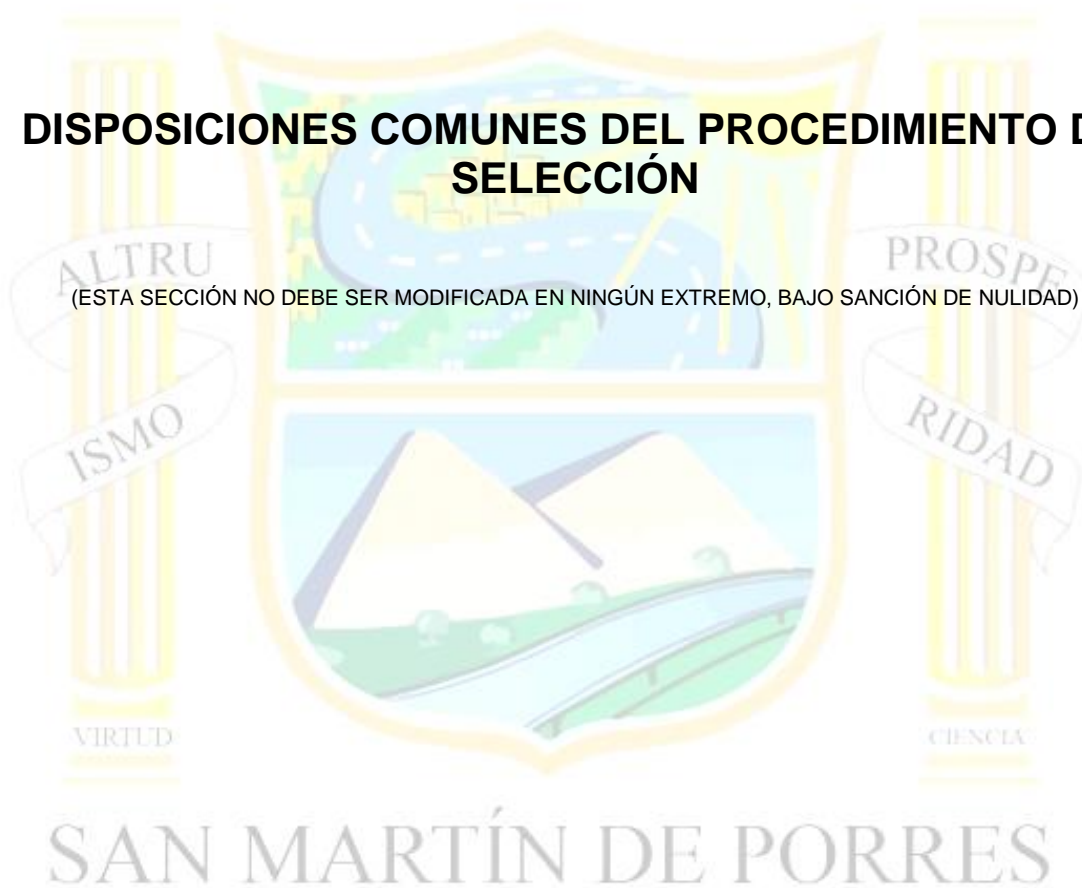 DISPOSICIONES COMUNES DEL PROCEDIMIENTO D
SELECCIÓN
ALTRU
PROSPE
(ESTA SECCIÓN NO DEBE SER MODIFICADA EN NINGÚN EXTREMO, BAJO SANCIÓN DE NULIDAD)
ISMO
RIDAD
VIRTUD
CIENCIA
SAN MARTÍN DE PORRES